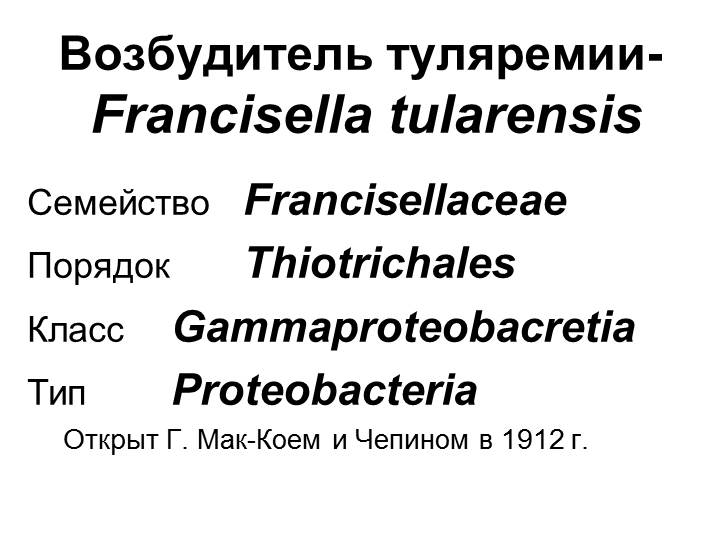 Возбудитель туляремии-
Francisella tularensis
Семейство Francisellaceae
Порядок Thiotrichales
Класс Gammaproteobacretia
Тип Proteobacteria
Открыт Г. Мак-Коем и Чепином в 1912 г.